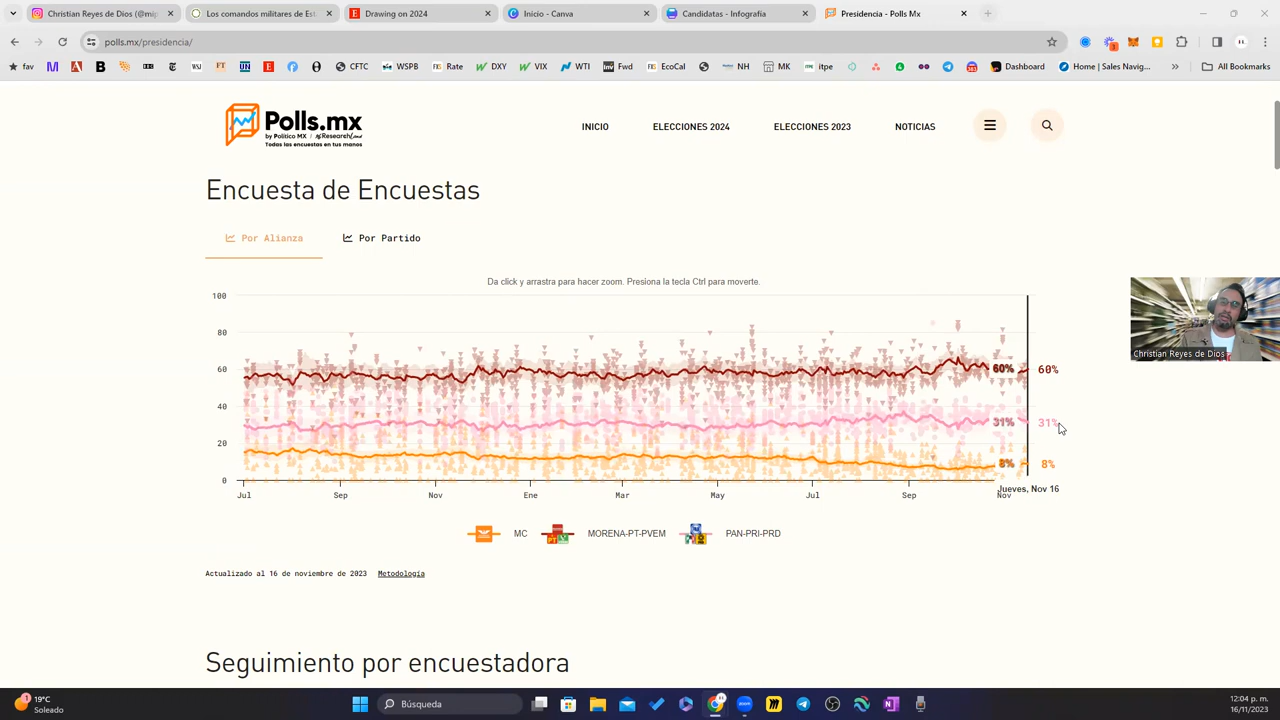 Christian Reyes de Dios (@mij
Los comandos militares de Est
Drawing on 2024
Inicio - Canva
Candidatas - Infografía
Presidencia - Polls Mx
polls.mx/presidencia/
fav
WSPB
CFTC
WSPB
Rate
WXY
VIX
WTI
Fwd
EcoCal
NH
MK
itpe
Dashboard
Home | Sales Navig...
All Bookmarks
Polls.mx
by Político MX | MyResearchLand
Todas las encuestas en tus manos
INICIO
ELECCIONES 2024
ELECCIONES 2023
NOTICIAS
Encuesta de Encuestas
Por Alianza
Por Partido
Da click y arrastra para hacer zoom. Presiona la tecla Ctrl para moverte.
100
80
60
40
20
0
60%
60%
31%
31%
8%
8%
Jul
Sep
Nov
Ene
Mar
May
Jul
Sep
Nov
Jueves, Nov 16
MC
MORENA-PT-PVEM
PAN-PRI-PRD
Christian Reyes de Dios
Actualizado al 16 de noviembre de 2023 Metodología
Seguimiento por encuestadora
19°C
Soleado
Búsqueda
12:04 p. m.
16/11/2023